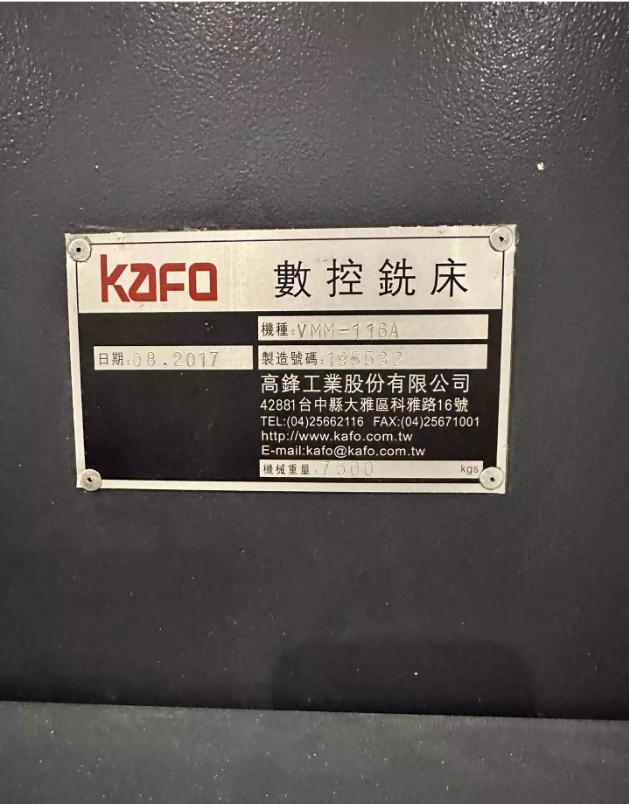 KAFO 數控銑床
機種:VMM-116A
日期:08.2017 製造號碼:195532
高鋒工業股份有限公司
42881台中縣大雅區科雅路16號
TEL:(04)25662116 FAX:(04)25671001
http://www.kafo.com.tw
E-mail:kafo@kafo.com.tw
機械重量:7500 kgs